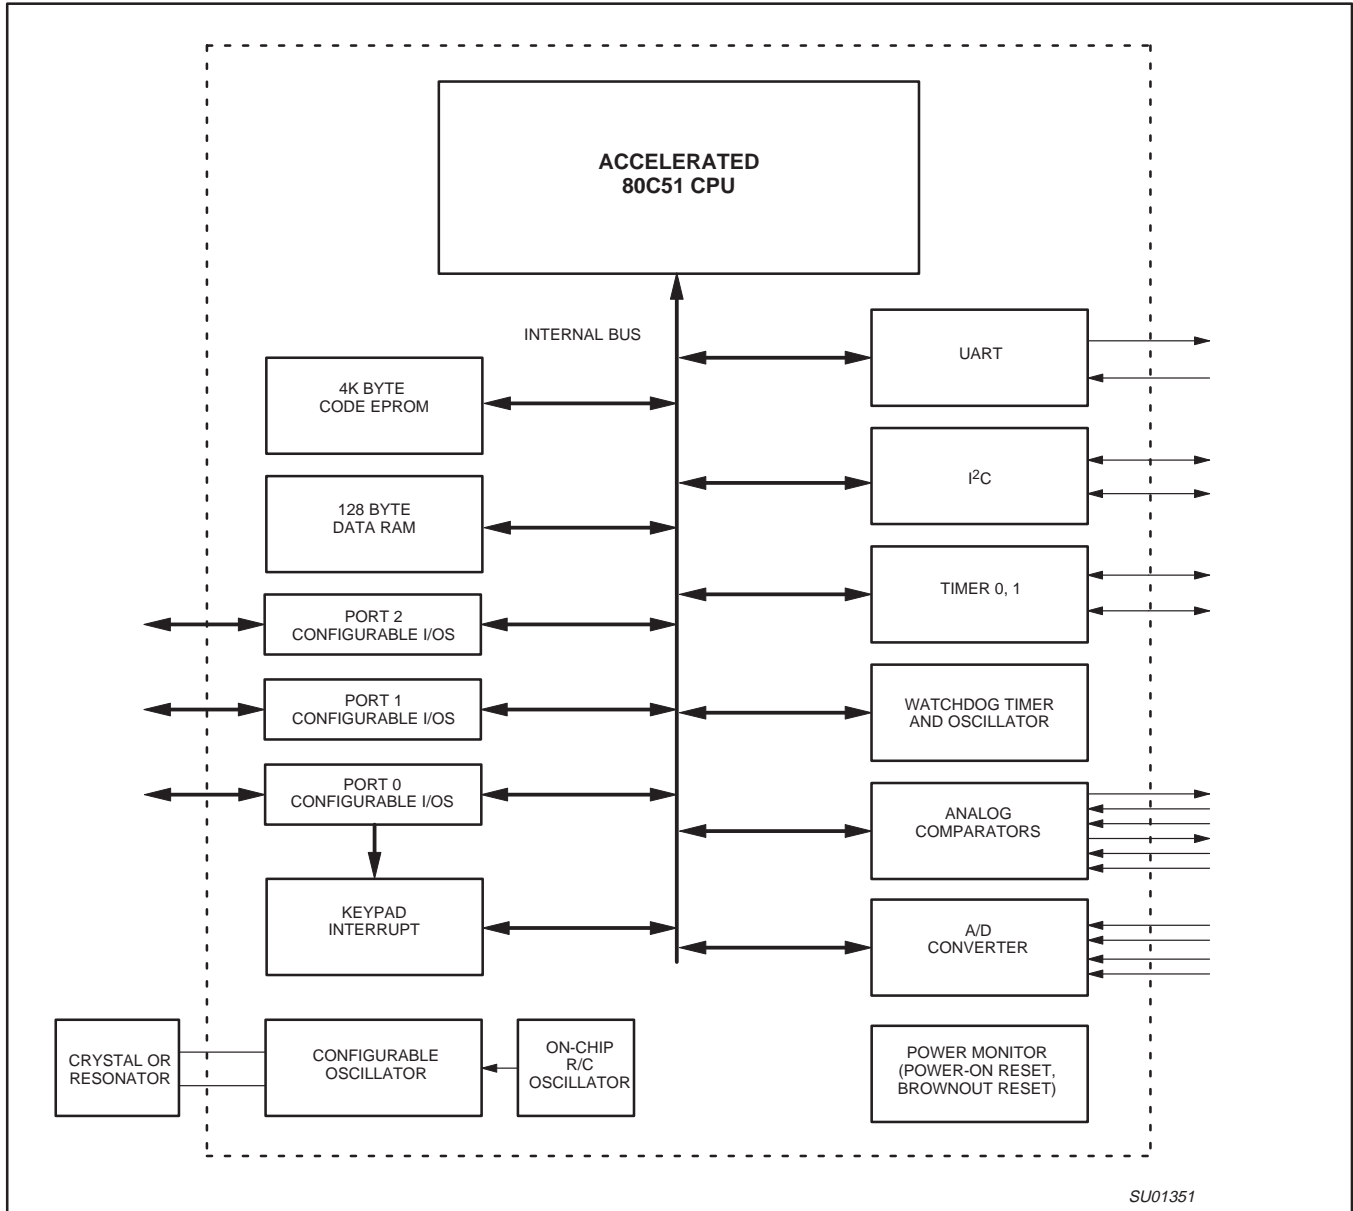 ACCELERATED
80C51 CPU
INTERNAL BUS
4K BYTE
CODE EPROM
128 BYTE
DATA RAM
PORT 2
CONFIGURABLE I/OS
PORT 1
CONFIGURABLE I/OS
PORT 0
CONFIGURABLE I/OS
KEYPAD
INTERRUPT
CRYSTAL OR
RESONATOR
CONFIGURABLE
OSCILLATOR
ON-CHIP
R/C
OSCILLATOR
UART
I²C
TIMER 0, 1
WATCHDOG TIMER
AND OSCILLATOR
ANALOG
COMPARATORS
A/D
CONVERTER
POWER MONITOR
(POWER-ON RESET,
BROWNOUT RESET)
SU01351